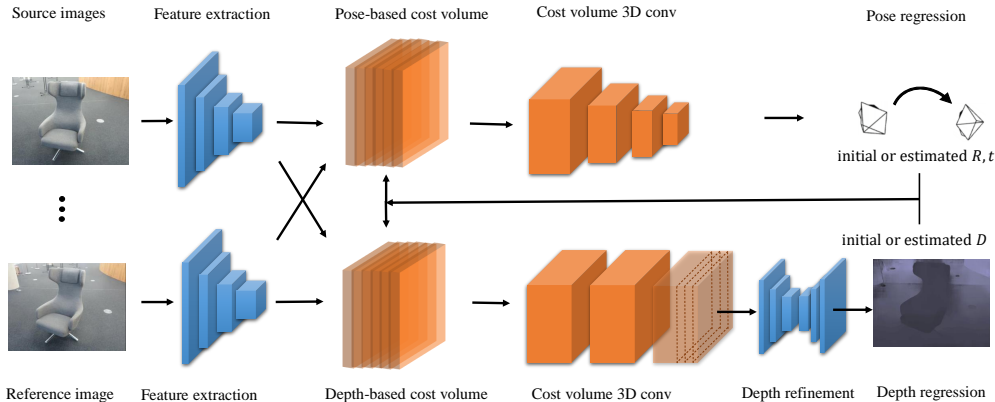 Source images
Feature extraction
Pose-based cost volume
Cost volume 3D conv
Pose regression
initial or estimated R, t
initial or estimated D
Reference image
Feature extraction
Depth-based cost volume
Cost volume 3D conv
Depth refinement
Depth regression